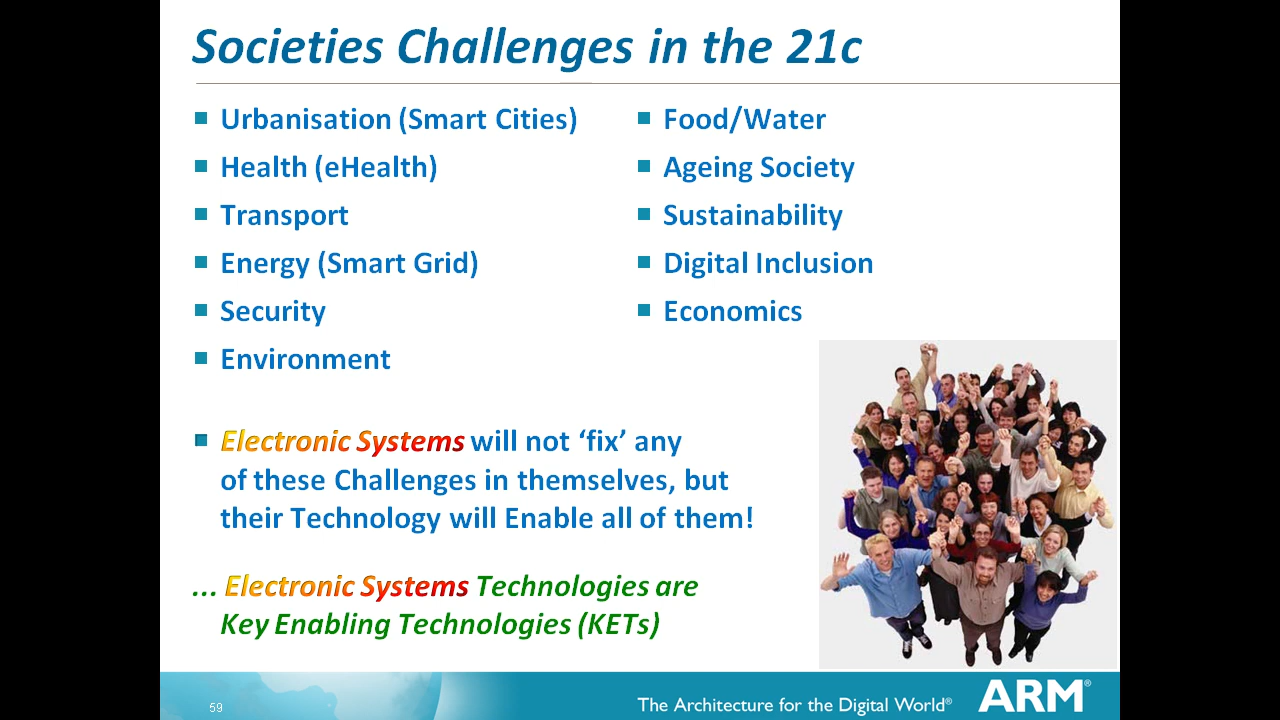 Societies Challenges in the 21c
Urbanisation (Smart Cities)
Health (eHealth)
Transport
Energy (Smart Grid)
Security
Environment
Food/Water
Ageing Society
Sustainability
Digital Inclusion
Economics
Electronic Systems will not ‘fix’ any
of these Challenges in themselves, but
their Technology will Enable all of them!
... Electronic Systems Technologies are
Key Enabling Technologies (KETs)
59
The Architecture for the Digital World®
ARM®